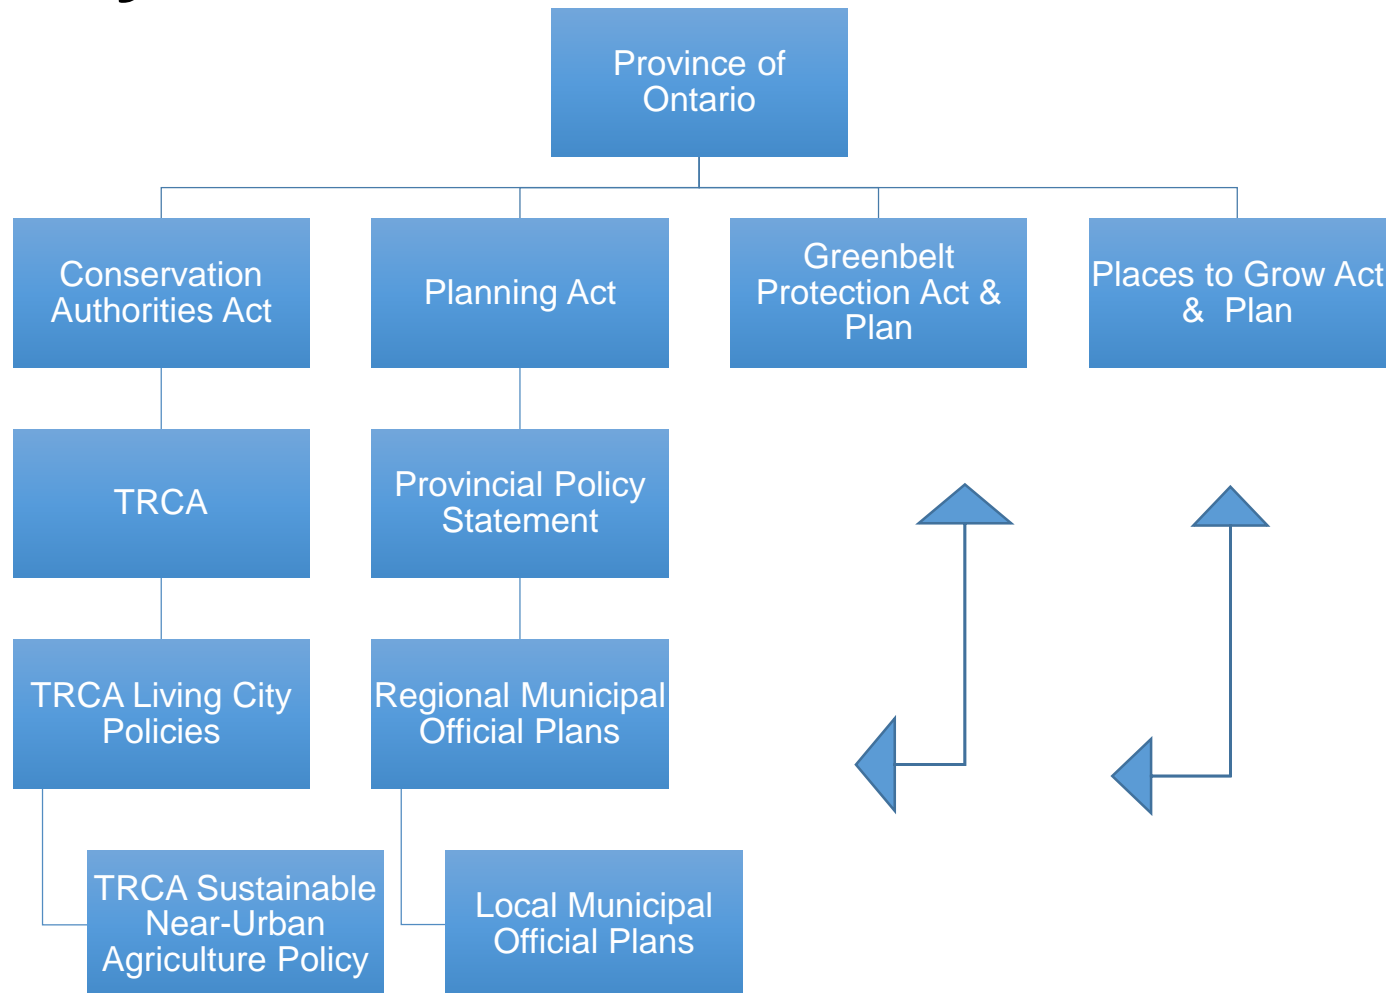 Province of
Ontario
Conservation
Authorities Act
Planning Act
Greenbelt
Protection Act &
Plan
Places to Grow Act
& Plan
TRCA
Provincial Policy
Statement
TRCA Living City
Policies
Regional Municipal
Official Plans
TRCA Sustainable
Near-Urban
Agriculture Policy
Local Municipal
Official Plans